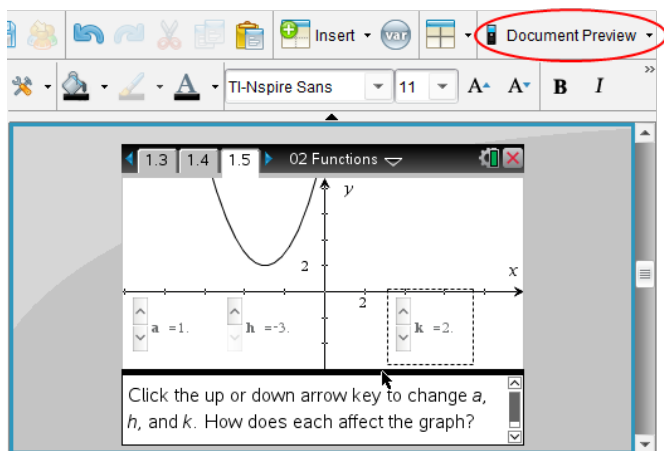 Insert var Document Preview
TI-Nspire Sans 11 A A B I
1.3 1.4 1.5 02 Functions
y
2
x
2
a =1. h =-3. k =2.
Click the up or down arrow key to change a,
h, and k. How does each affect the graph?